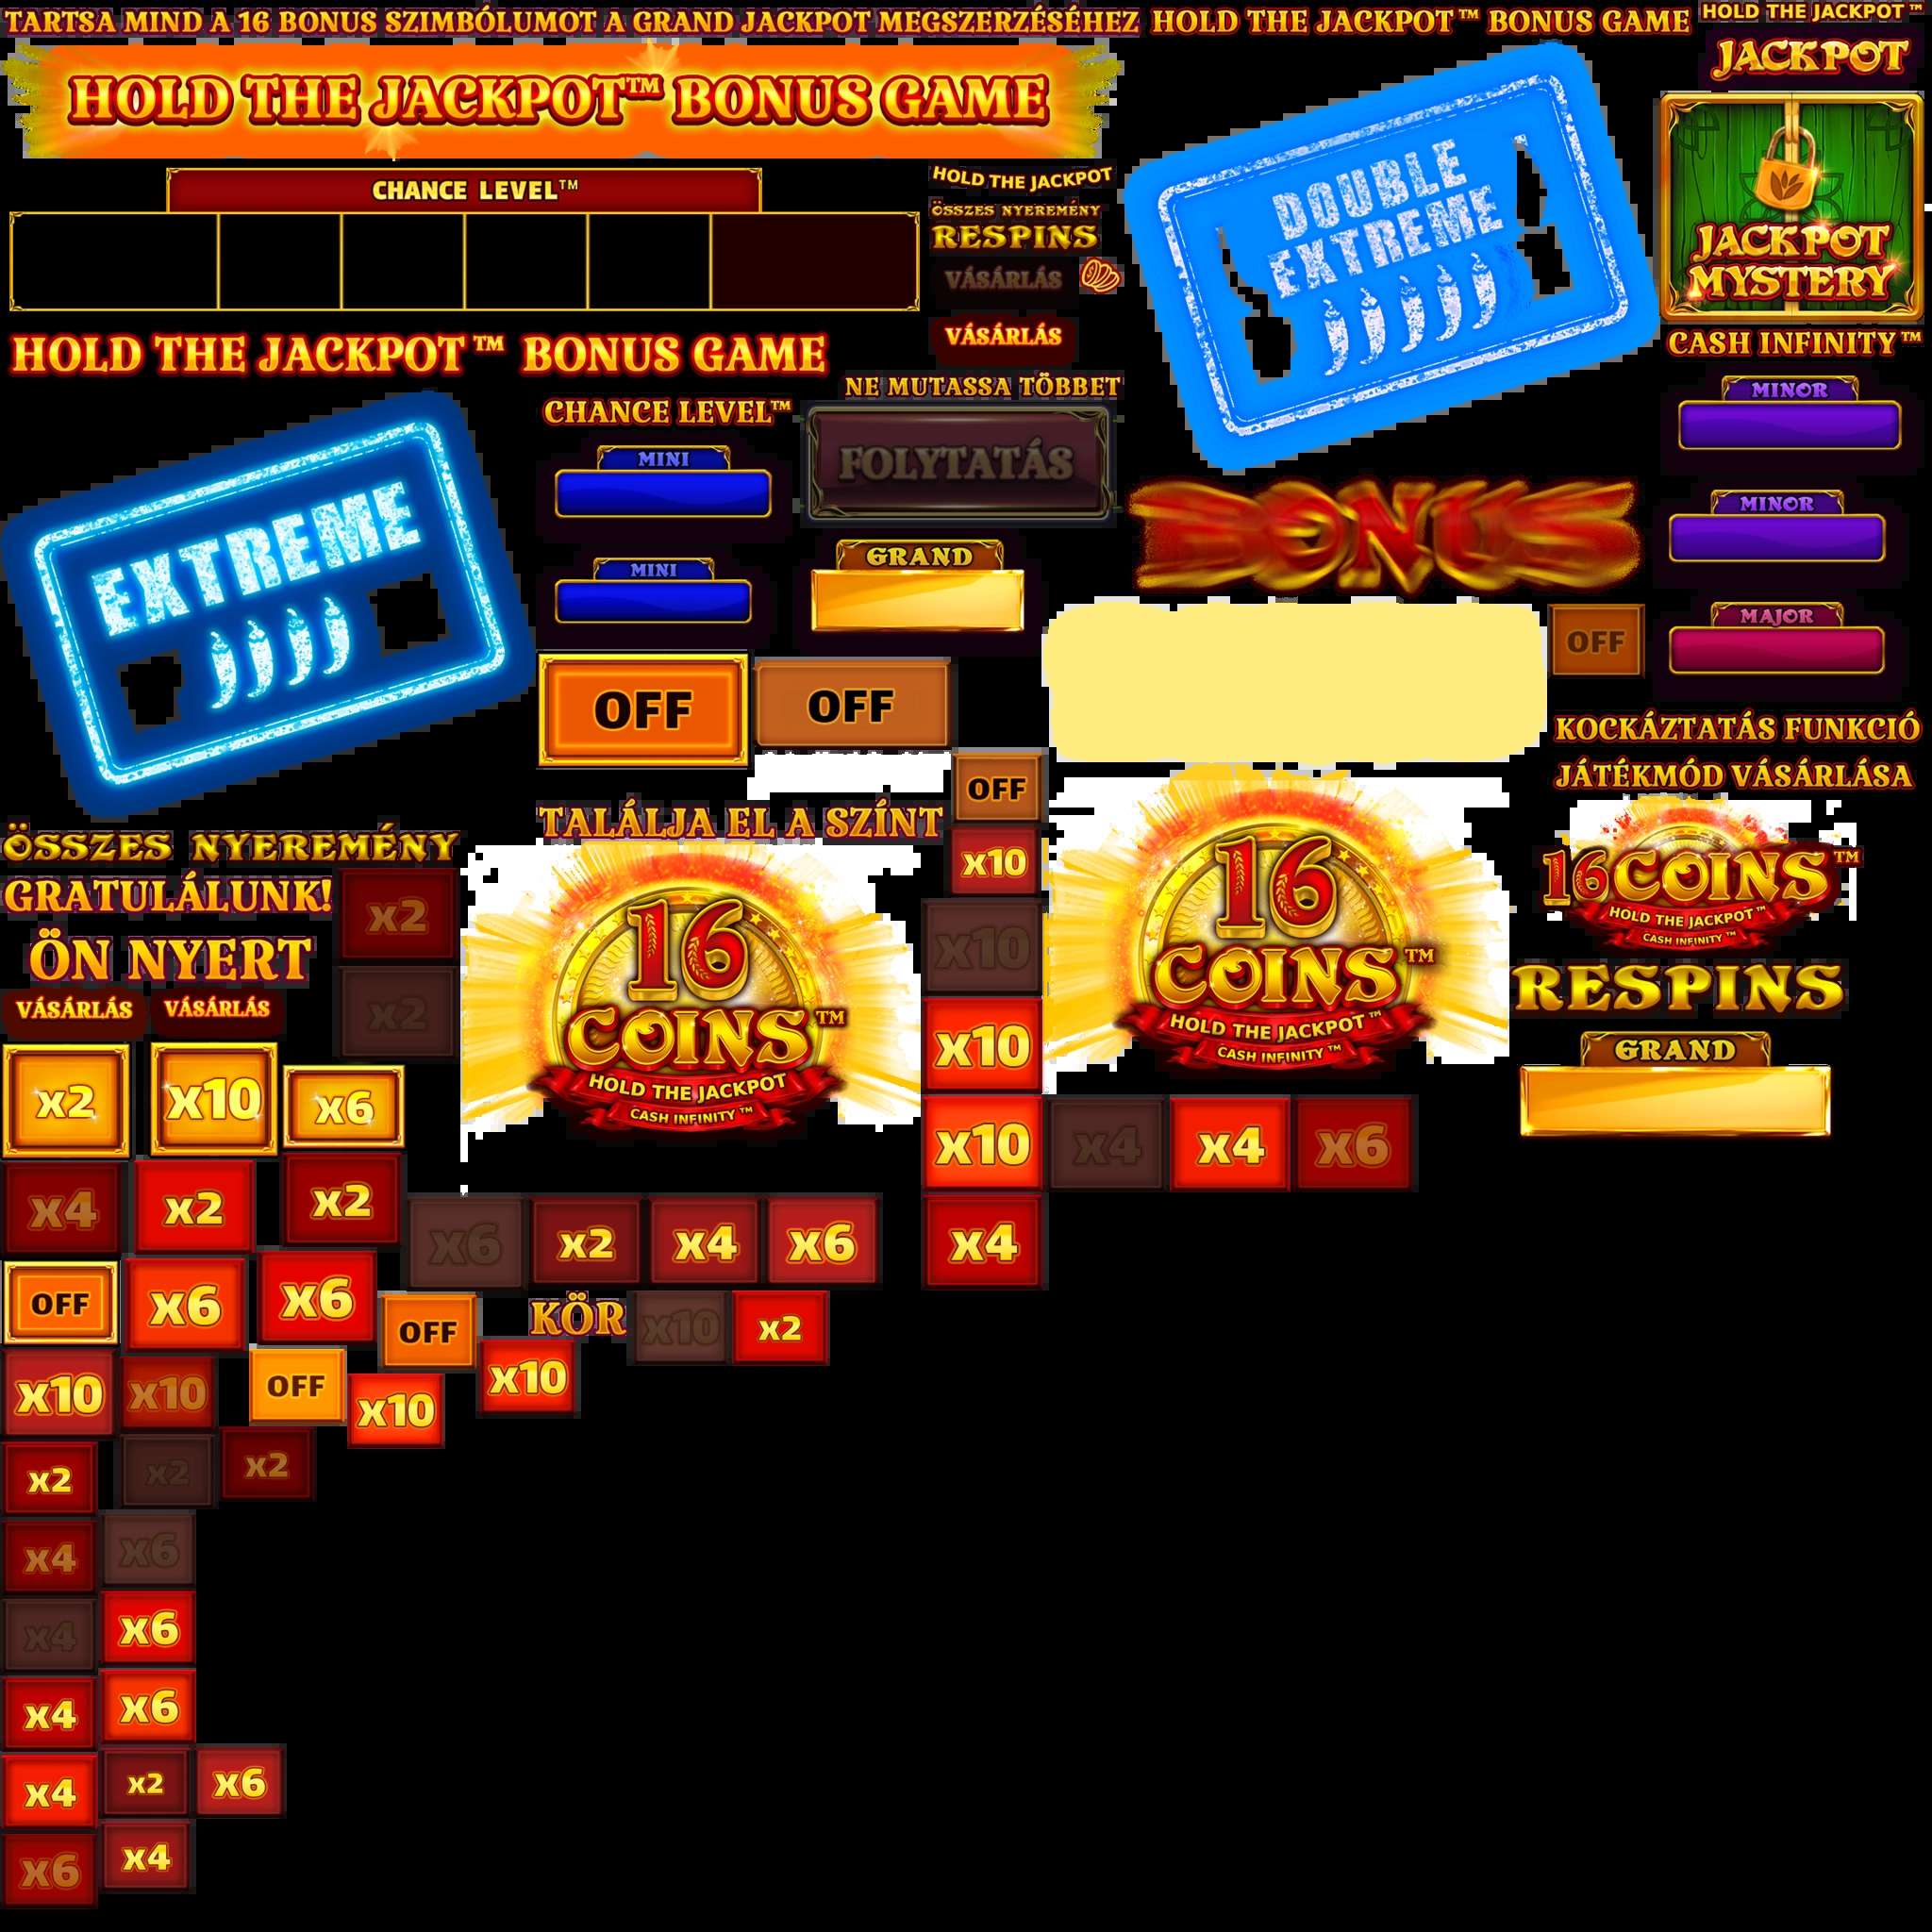 TARTSA MIND A 16 BONUS SZIMBÓLUMOT A GRAND JACKPOT MEGSZERZÉSÉHEZ
HOLD THE JACKPOT™ BONUS GAME
HOLD THE JACKPOT™
JACKPOT
HOLD THE JACKPOT™ BONUS GAME
DOUBLE
EXTREME
JACKPOT
MYSTERY
CHANCE LEVEL™
HOLD THE JACKPOT
ÖSSZES NYEREMÉNY
RESPINS
VÁSÁRLÁS
VÁSÁRLÁS
HOLD THE JACKPOT™ BONUS GAME
CASH INFINITY™
NE MUTASSA TÖBBET
CHANCE LEVEL™
FOLYTATÁS
MINOR
MINI
MINOR
EXTREME
BONUS
MINI
GRAND
MAJOR
OFF
OFF
OFF
KOCKÁZTATÁS FUNKCIÓ
JÁTÉKMÓD VÁSÁRLÁSA
OFF
TALÁLJA EL A SZÍNT
ÖSSZES NYEREMÉNY
GRATULÁLUNK!
x2
x10
16
COINS™
HOLD THE JACKPOT
CASH INFINITY™
16
COINS™
HOLD THE JACKPOT™
CASH INFINITY™
16 COINS™
HOLD THE JACKPOT™
CASH INFINITY™
ÖN NYERT
x10
RESPINS
VÁSÁRLÁS
VÁSÁRLÁS
x2
x10
GRAND
x2
x10
x6
x10
x4
x4
x6
x4
x2
x2
x6
x2
x4
x6
x4
OFF
x6
x6
OFF
KÖR
x10
x2
x10
x10
OFF
x10
x10
x2
x2
x2
x4
x6
x4
x6
x4
x6
x4
x2
x6
x6
x4